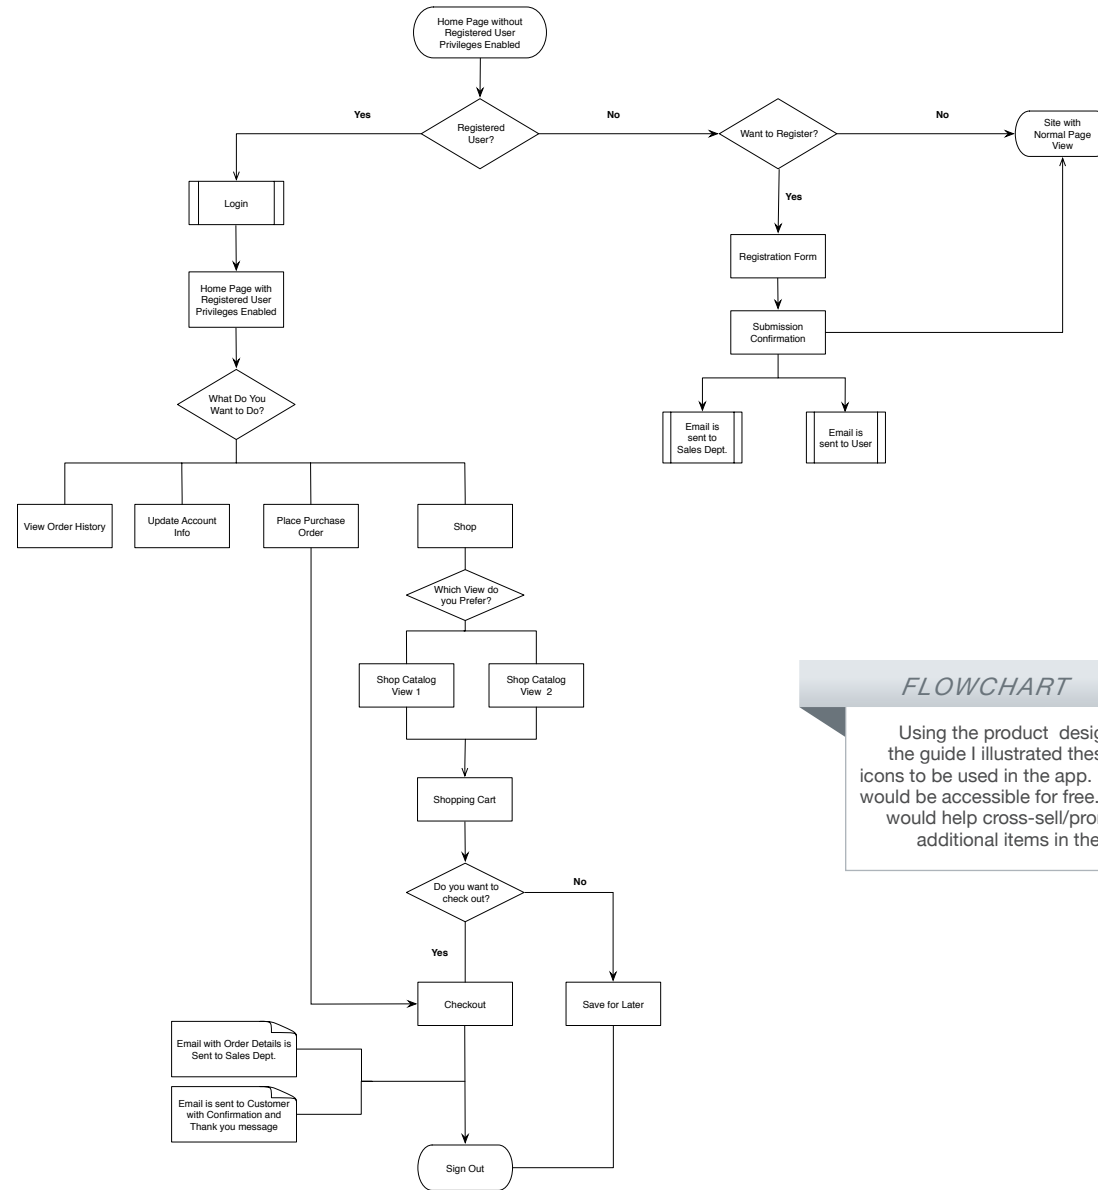 Home Page without
Registered User
Privileges Enabled
Yes
Registered
User?
No
Want to Register?
No
Site with
Normal Page
View
Login
Yes
Registration Form
Home Page with
Registered User
Privileges Enabled
Submission
Confirmation
What Do You
Want to Do?
Email is
sent to
Sales Dept.
Email is
sent to User
View Order History
Update Account
Info
Place Purchase
Order
Shop
Which View do
you Prefer?
Shop Catalog
View 1
Shop Catalog
View 2
Shopping Cart
Do you want to
check out?
No
Yes
Checkout
Save for Later
Email with Order Details is
Sent to Sales Dept.
Email is sent to Customer
with Confirmation and
Thank you message
Sign Out
FLOWCHART
Using the product
the guide I illustrated
icons to be used in the app.
would be accessible for free.
would help
additional items in the